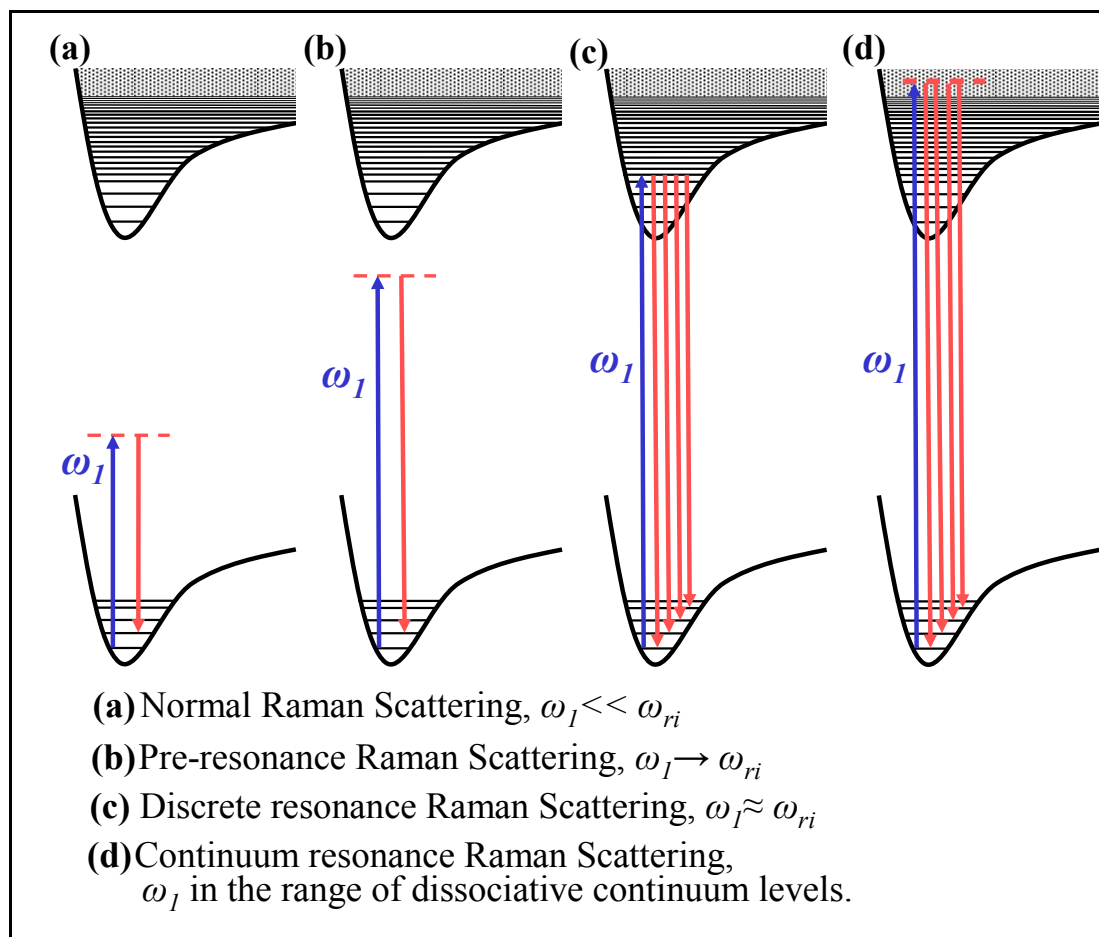 (a)
(b)
(c)
(d)
ω1
ω1
ω1
ω1
(a) Normal Raman Scattering, ω1<< ωri
(b) Pre-resonance Raman Scattering, ω1→ ωri
(c) Discrete resonance Raman Scattering, ω1≈ ωri
(d) Continuum resonance Raman Scattering,
ω1 in the range of dissociative continuum levels.